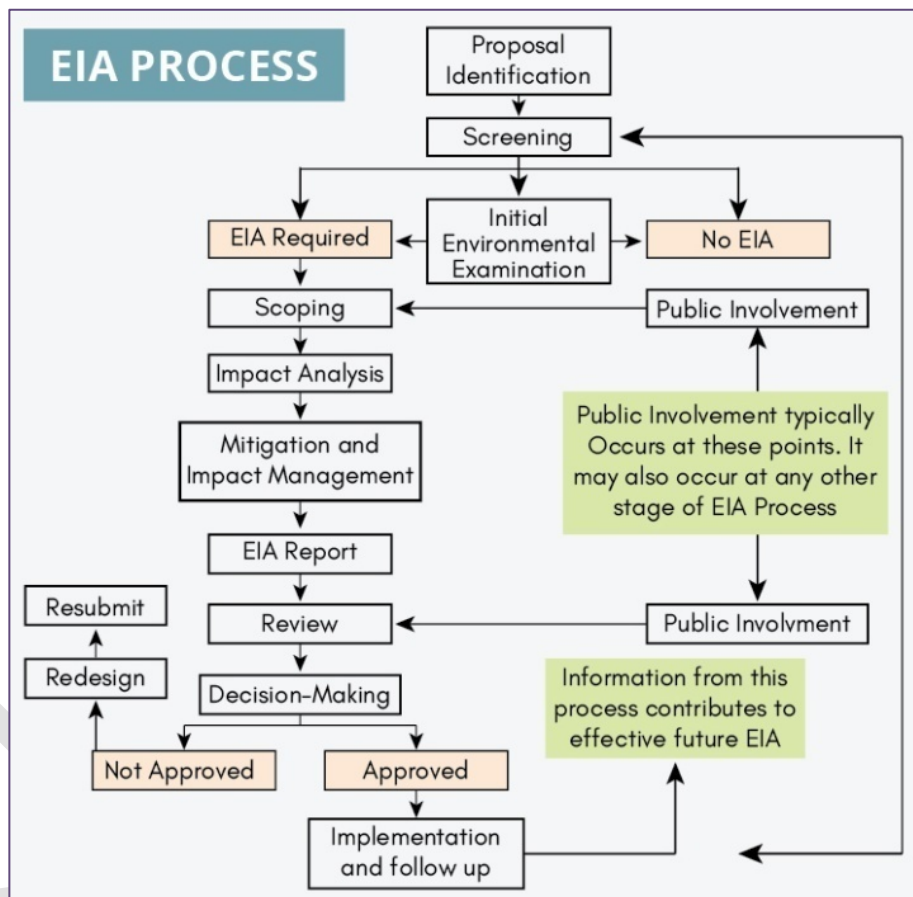 EIA PROCESS
Proposal
Identification
Screening
EIA Required
Initial
Environmental
Examination
No EIA
Scoping
Public Involvement
Impact Analysis
Public Involvement typically
Occurs at these points. It
may also occur at any other
stage of EIA Process
Mitigation and
Impact Management
EIA Report
Resubmit
Review
Public Involvment
Redesign
Decision-Making
Information from this
process contributes to
effective future EIA
Not Approved
Approved
Implementation
and follow up